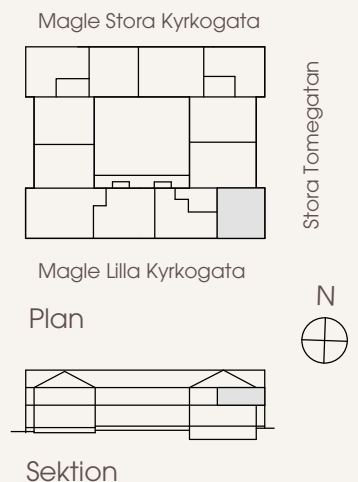 Magle Stora Kyrkogata
Stora Tomegatan
Magle Lilla Kyrkogata
Plan
N
Sektion